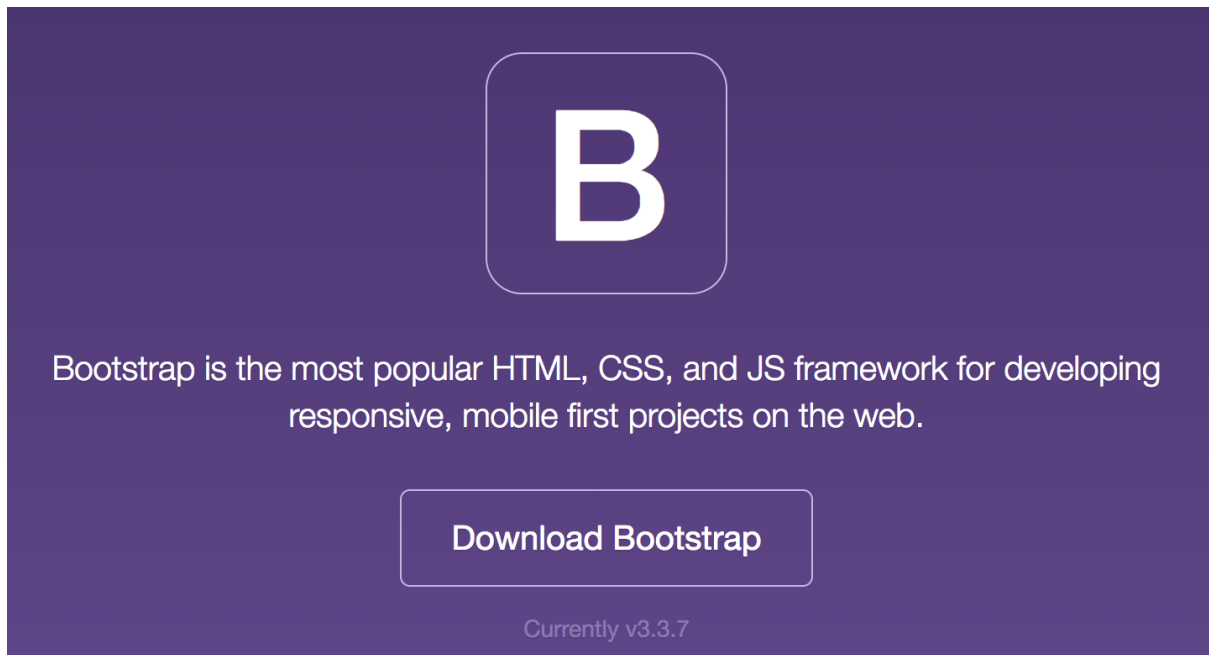 B
Bootstrap is the most popular HTML, CSS, and JS framework for developing
responsive, mobile first projects on the web.
Download Bootstrap
Currently v3.3.7